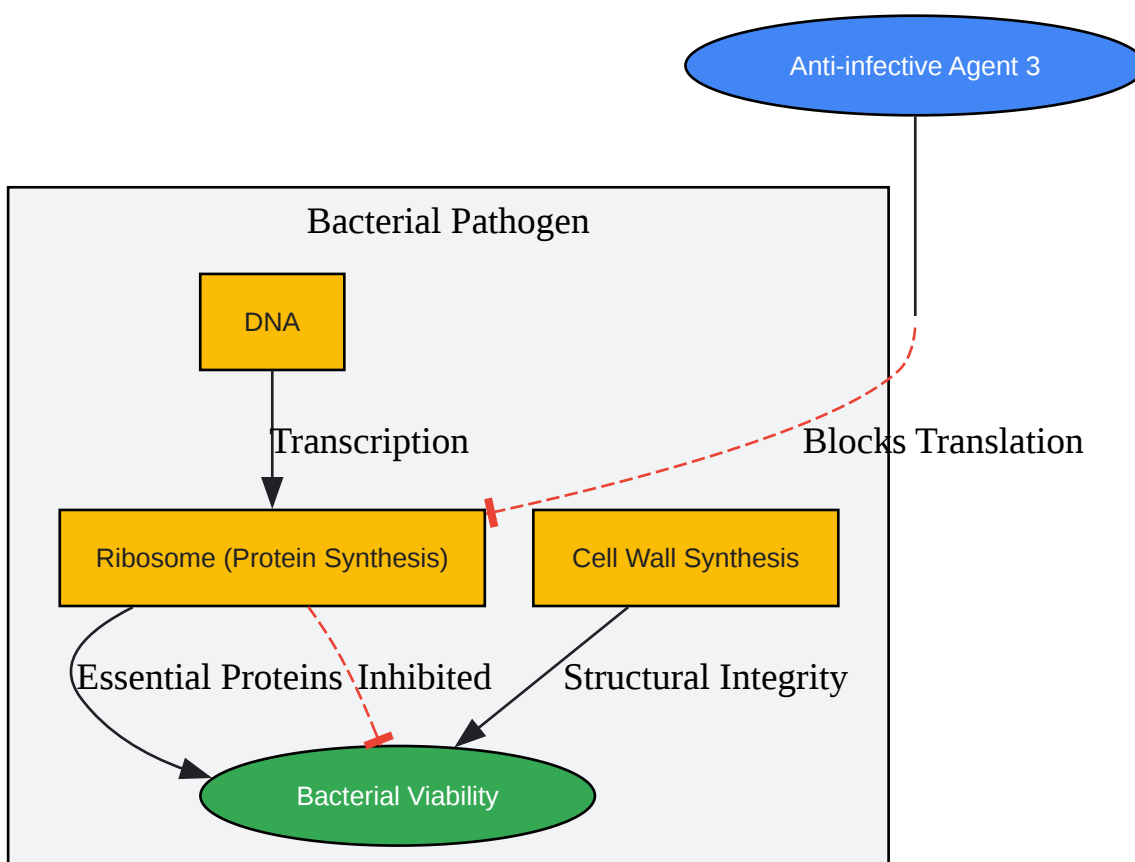 Anti-infective Agent 3
Bacterial Pathogen
DNA
Transcription
Blocks Translation
Ribosome (Protein Synthesis)
Cell Wall Synthesis
Essential Proteins
Inhibited
Structural Integrity
Bacterial Viability